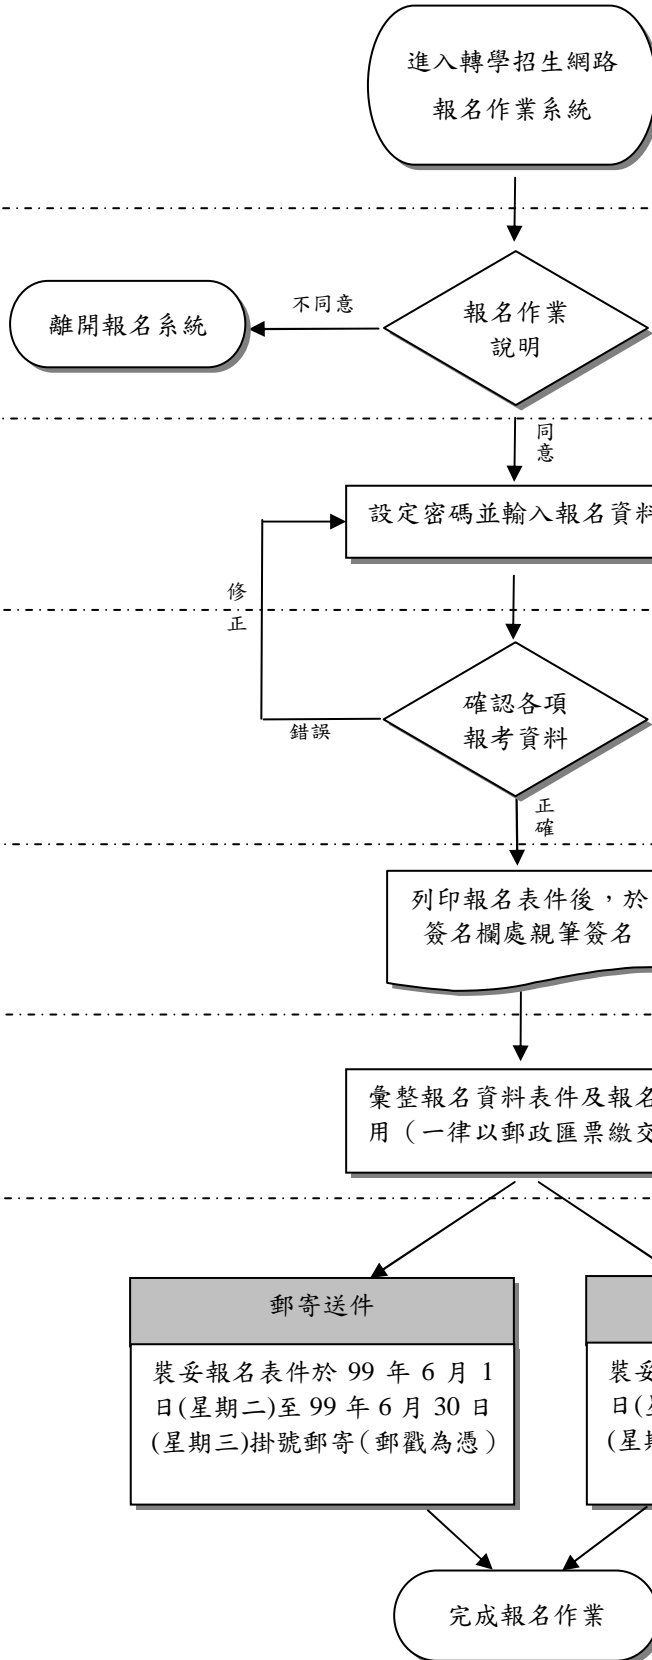 進入轉學招生網路
報名作業系統
不同意
離開報名系統
報名作業
說明
同
意
設定密碼並輸入報名資料
修
正
確認各項
報考資料
錯誤
正
確
列印報名表件後，於
簽名欄處親筆簽名
彙整報名資料表件及報名
用（一律以郵政匯票繳交
郵寄送件
裝妥報名表件於 99 年 6 月 1
日(星期二)至 99 年 6 月 30 日
(星期三)掛號郵寄（郵戳為憑）
裝妥
日(星
(星期
完成報名作業